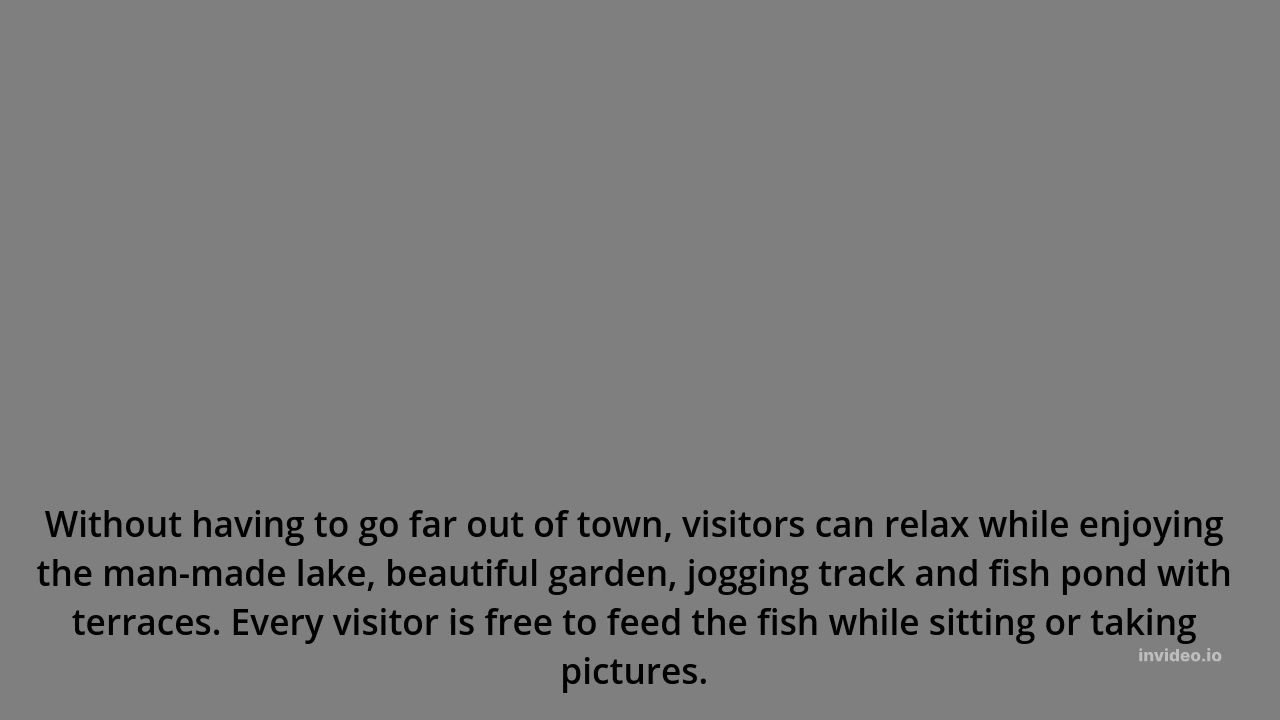 Without having to go far out of town, visitors can relax while enjoying
the man-made lake, beautiful garden, jogging track and fish pond with
terraces. Every visitor is free to feed the fish while sitting or taking
pictures.
invideo.io